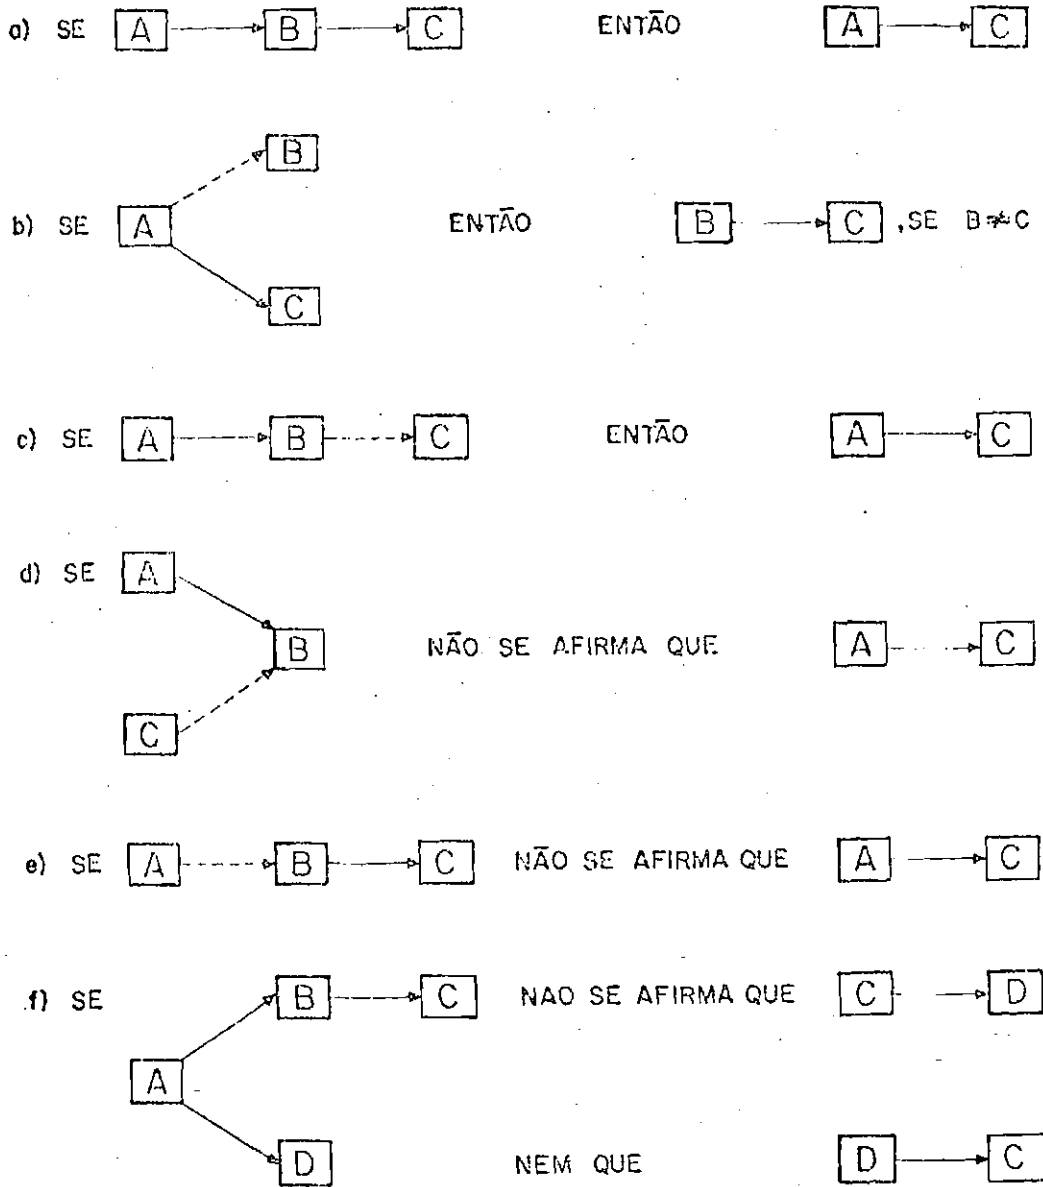 a) SE A B C ENTÃO A C
B
b) SE A ENTÃO B C , SE B ≉ C
C
c) SE A B C ENTÃO A C
d) SE A
B NÃO SE AFIRMA QUE A C
C
e) SE A B C NÃO SE AFIRMA QUE A C
f) SE B C NAO SE AFIRMA QUE C D
A
D NEM QUE D C